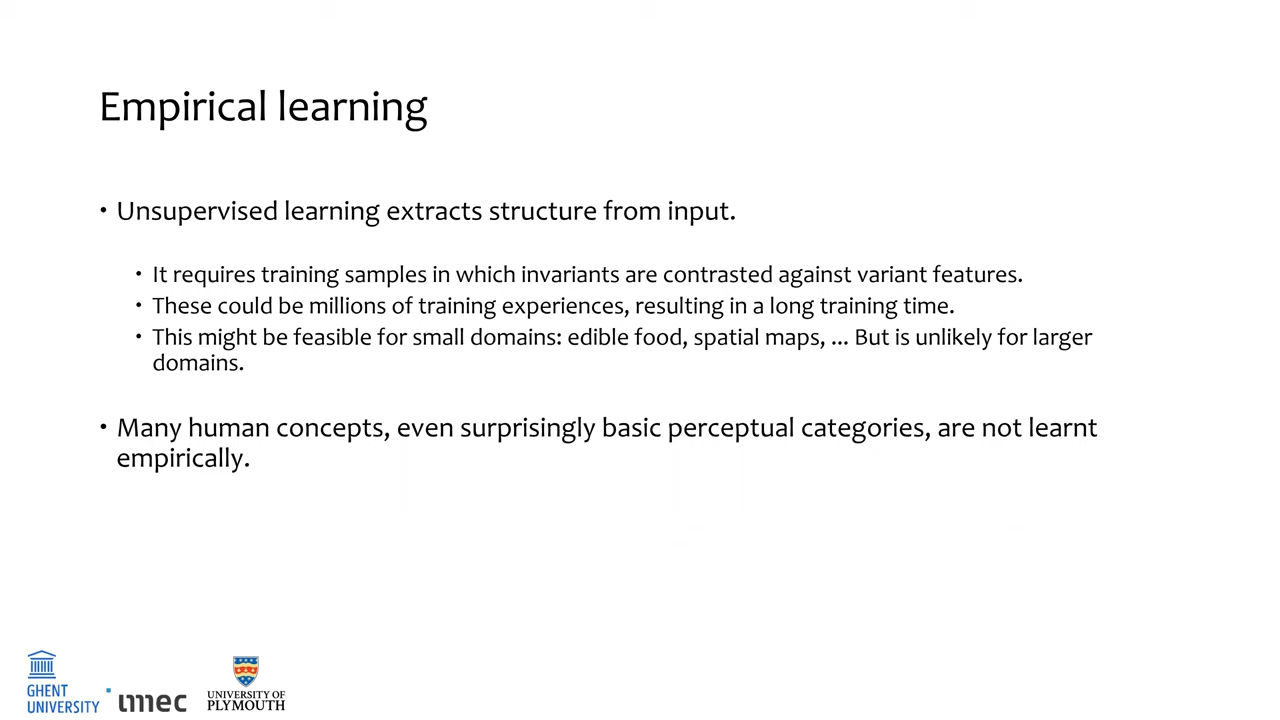 Empirical learning
• Unsupervised learning extracts structure from input.
• It requires training samples in which invariants are contrasted against variant features.
• These could be millions of training experiences, resulting in a long training time.
• This might be feasible for small domains: edible food, spatial maps, ... But is unlikely for larger
domains.
• Many human concepts, even surprisingly basic perceptual categories, are not learnt
empirically.
GHENT
UNIVERSITY
imec
UNIVERSITY OF
PLYMOUTH